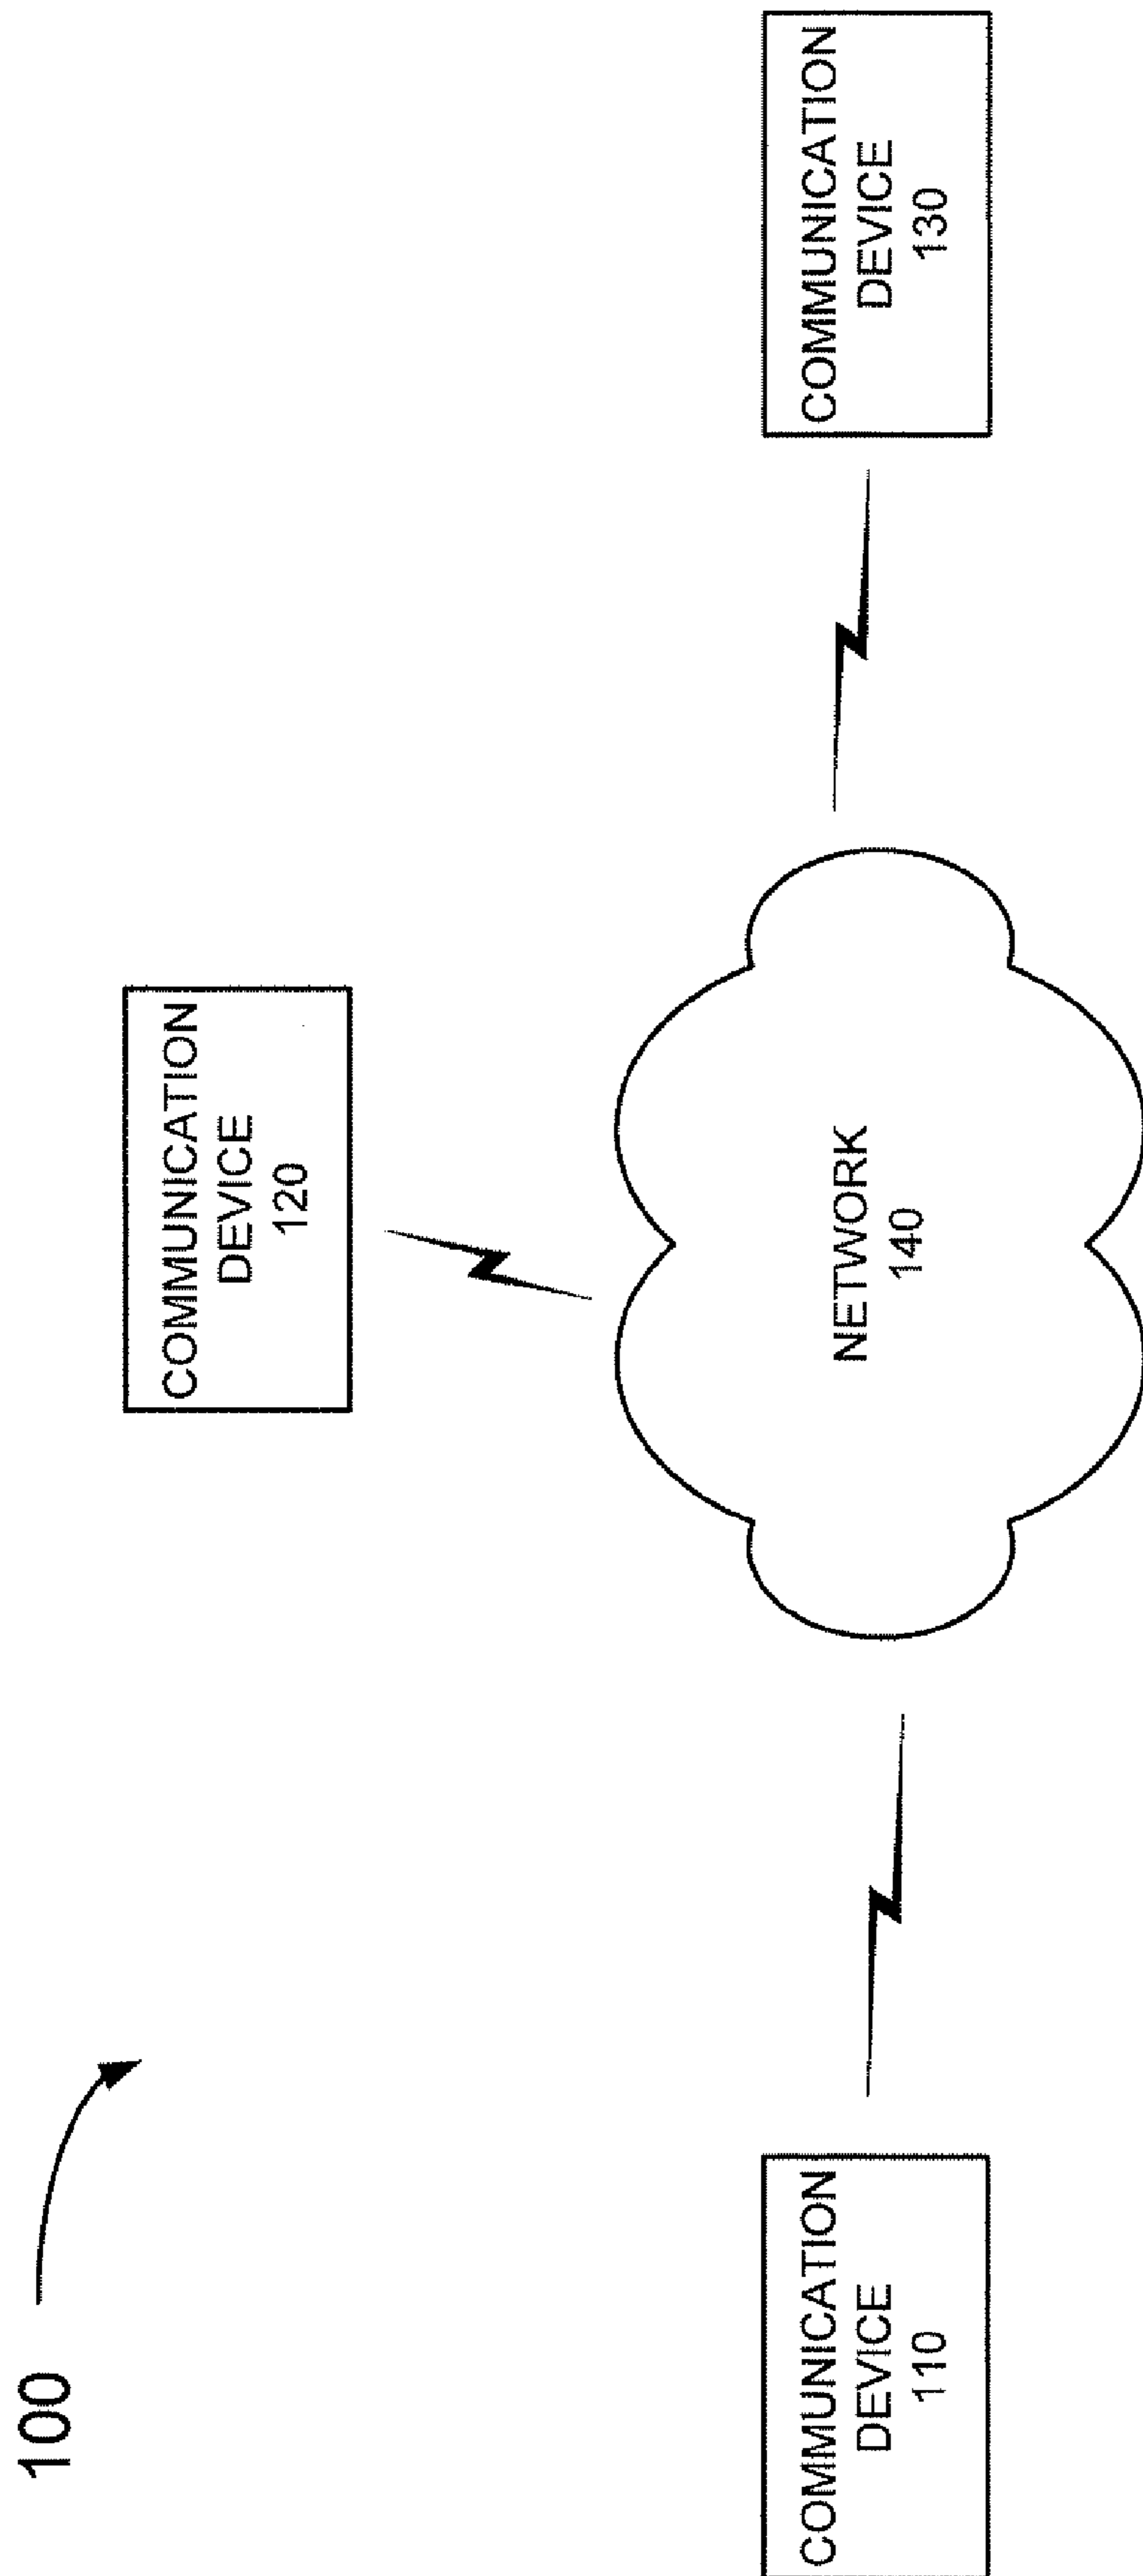 100
COMMUNICATION
DEVICE
120
COMMUNICATION
DEVICE
110
NETWORK
140
COMMUNICATION
DEVICE
130